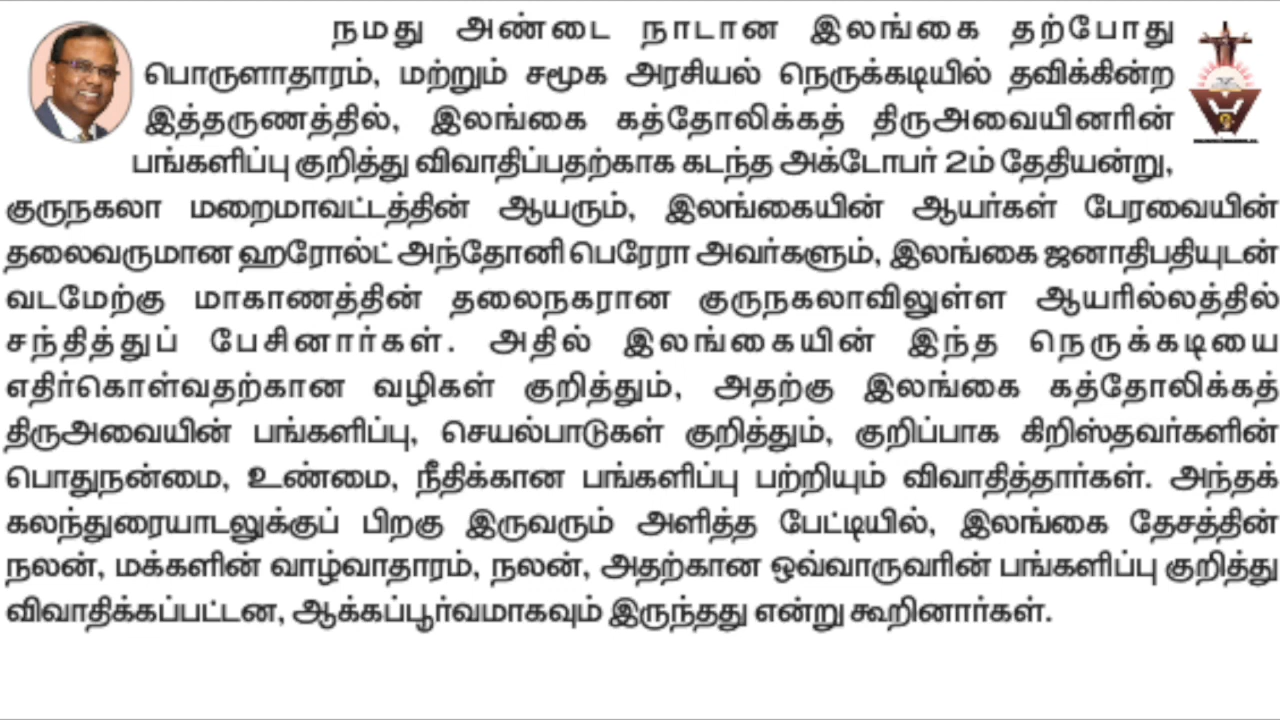 நமது அண்டை நாடான இலங்கை தற்போது
பொருளாதாரம், மற்றும் சமூக அரசியல் நெருக்கடியில் தவிக்கின்ற
இத்தருணத்தில், இலங்கை கத்தோலிக்கத் திருஅவையினரின்
பங்களிப்பு குறித்து விவாதிப்பதற்காக கடந்த அக்டோபர் 2ம் தேதியன்று,
குருநகலா மறைமாவட்டத்தின் ஆயரும், இலங்கையின் ஆயர்கள் பேரவையின்
தலைவருமான ஹரோல்ட் அந்தோனி பெரேரா அவர்களும், இலங்கை ஜனாதிபதியுடன்
வடமேற்கு மாகாணத்தின் தலைநகரான குருநகலாவிலுள்ள ஆயரில்லத்தில்
சந்தித்துப் பேசினார்கள். அதில் இலங்கையின் இந்த நெருக்கடியை
எதிர்கொள்வதற்கான வழிகள் குறித்தும், அதற்கு இலங்கை கத்தோலிக்கத்
திருஅவையின் பங்களிப்பு, செயல்பாடுகள் குறித்தும், குறிப்பாக கிறிஸ்தவர்களின்
பொதுநன்மை, உண்மை, நீதிக்கான பங்களிப்பு பற்றியும் விவாதித்தார்கள். அந்தக்
கலந்துரையாடலுக்குப் பிறகு இருவரும் அளித்த பேட்டியில், இலங்கை தேசத்தின்
நலன், மக்களின் வாழ்வாதாரம், நலன், அதற்கான ஒவ்வாருவரின் பங்களிப்பு குறித்து
விவாதிக்கப்பட்டன, ஆக்கப்பூர்வமாகவும் இருந்தது என்று கூறினார்கள்.